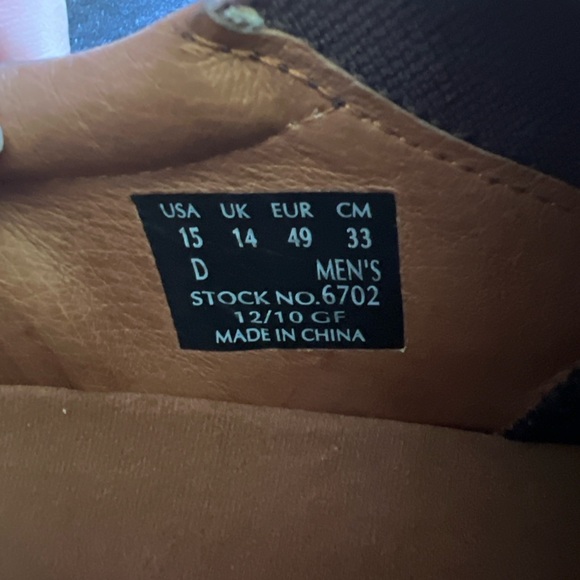 USA UK EUR CM
15 14 49 33
D MEN'S
STOCK NO.6702
12/10 GF
MADE IN CHINA